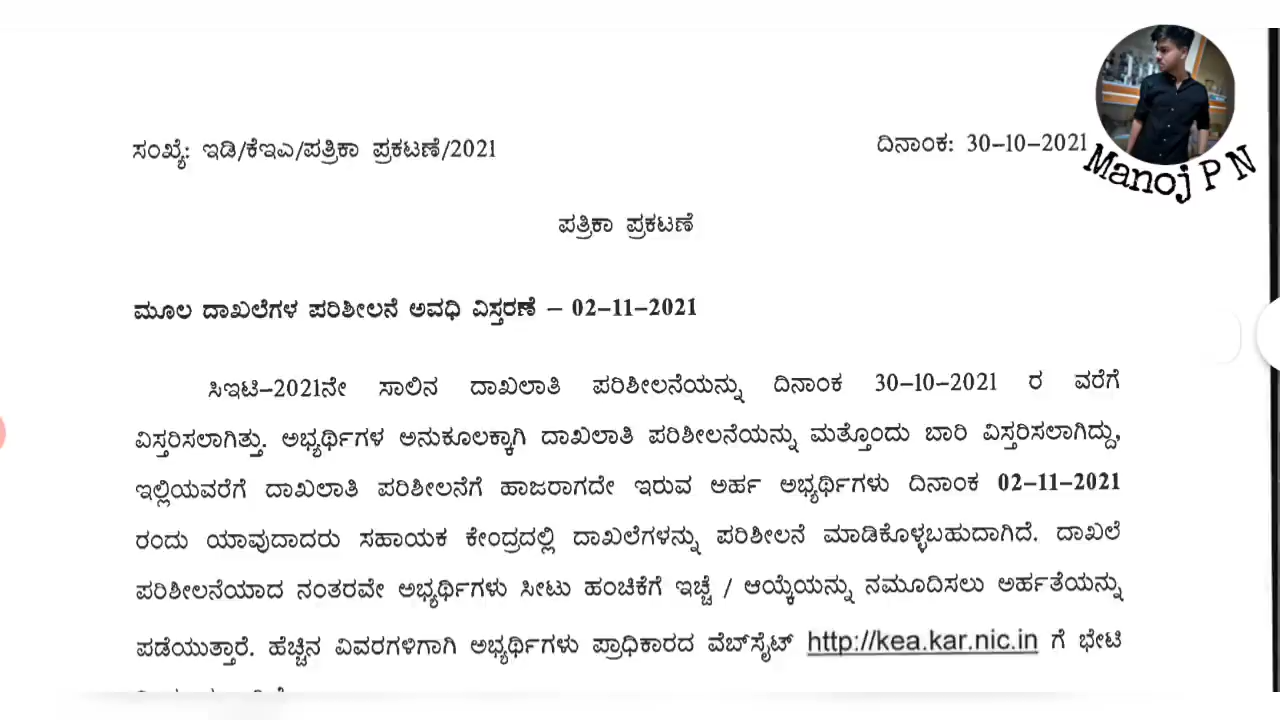 ಸಂಖ್ಯೆ: ಇಡಿ/ಕೆಇಎ/ಪತ್ರಿಕಾ ಪ್ರಕಟಣೆ/2021
ದಿನಾಂಕ: 30-10-2021
Manoj P N
ಪತ್ರಿಕಾ ಪ್ರಕಟಣೆ
ಮೂಲ ದಾಖಲೆಗಳ ಪರಿಶೀಲನೆ ಅವಧಿ ವಿಸ್ತರಣೆ – 02-11-2021
ಸಿಇಟಿ-2021ನೇ ಸಾಲಿನ ದಾಖಲಾತಿ ಪರಿಶೀಲನೆಯನ್ನು ದಿನಾಂಕ 30-10-2021 ರ ವರೆಗೆ
ವಿಸ್ತರಿಸಲಾಗಿತ್ತು. ಅಭ್ಯರ್ಥಿಗಳ ಅನುಕೂಲಕ್ಕಾಗಿ ದಾಖಲಾತಿ ಪರಿಶೀಲನೆಯನ್ನು ಮತ್ತೊಂದು ಬಾರಿ ವಿಸ್ತರಿಸಲಾಗಿದ್ದು,
ಇಲ್ಲಿಯವರೆಗೆ ದಾಖಲಾತಿ ಪರಿಶೀಲನೆಗೆ ಹಾಜರಾಗದೇ ಇರುವ ಅರ್ಹ ಅಭ್ಯರ್ಥಿಗಳು ದಿನಾಂಕ 02-11-2021
ರಂದು ಯಾವುದಾದರು ಸಹಾಯಕ ಕೇಂದ್ರದಲ್ಲಿ ದಾಖಲೆಗಳನ್ನು ಪರಿಶೀಲನೆ ಮಾಡಿಕೊಳ್ಳಬಹುದಾಗಿದೆ. ದಾಖಲೆ
ಪರಿಶೀಲನೆಯಾದ ನಂತರವೇ ಅಭ್ಯರ್ಥಿಗಳು ಸೀಟು ಹಂಚಿಕೆಗೆ ಇಚ್ಚೆ / ಆಯ್ಕೆಯನ್ನು ನಮೂದಿಸಲು ಅರ್ಹತೆಯನ್ನು
ಪಡೆಯುತ್ತಾರೆ. ಹೆಚ್ಚಿನ ವಿವರಗಳಿಗಾಗಿ ಅಭ್ಯರ್ಥಿಗಳು ಪ್ರಾಧಿಕಾರದ ವೆಬ್‌ಸೈಟ್ http://kea.kar.nic.in ಗೆ ಭೇಟಿ